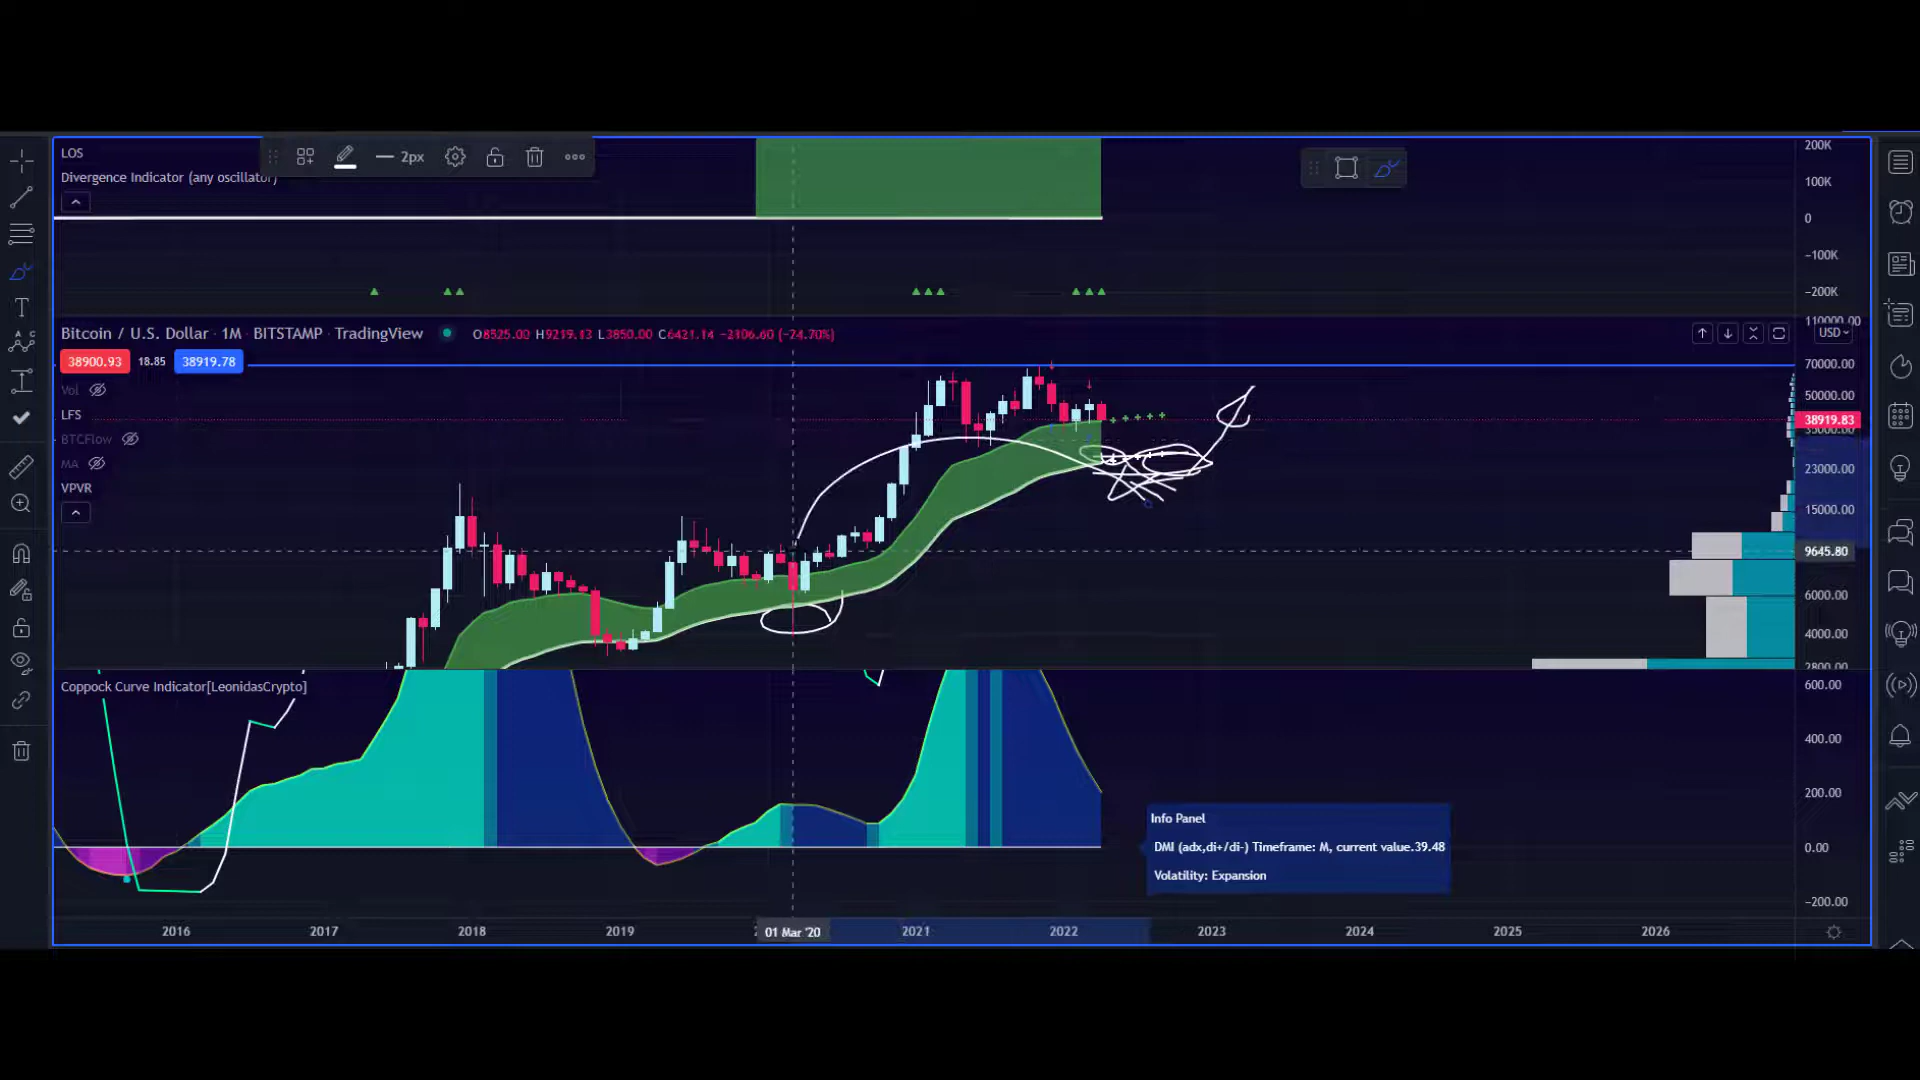 LOS
2px
Divergence Indicator (any oscillator)
200K
100K
0
−100K
−200K
Bitcoin / U.S. Dollar · 1M · BITSTAMP · TradingView
O8525.00 H9219.13 L3850.00 C6421.14 −2106.60 (−24.70%)
110000.00
USD
38900.93 18.85 38919.78
70000.00
Vol
50000.00
LFS
38919.83
35000.00
BTCFlow
MA
23000.00
VPVR
15000.00
9645.80
6000.00
4000.00
2800.00
Coppock Curve Indicator[LeonidasCrypto]
600.00
400.00
200.00
Info Panel
DMI (adx,di+/di-) Timeframe: M, current value.39.48
0.00
Volatility: Expansion
−200.00
2016 2017 2018 2019 01 Mar '20 2021 2022 2023 2024 2025 2026